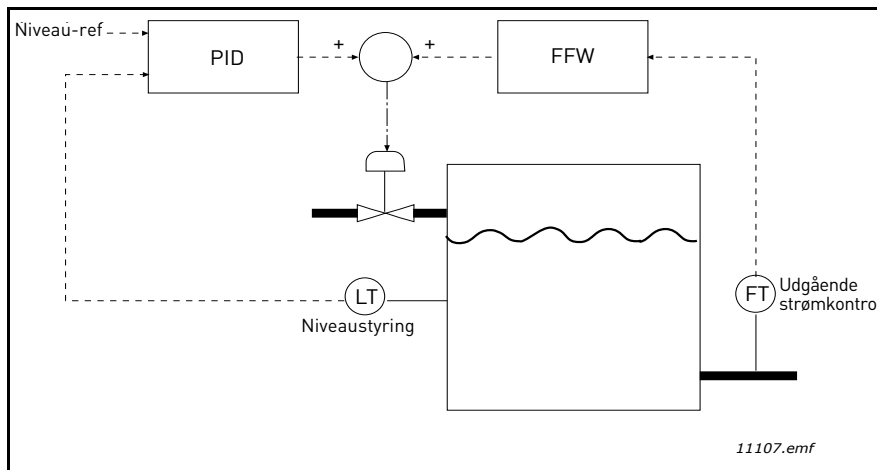 Niveau-ref
PID
+
+
FFW
LT
Niveaustyring
FT
Udgående
strømkontro
11107.emf